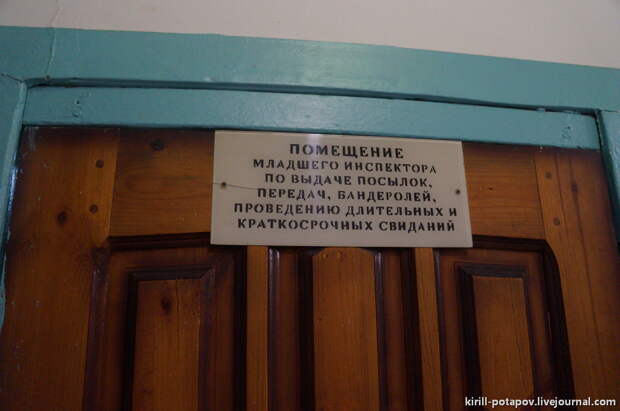 ПОМЕЩЕНИЕ
МЛАДШЕГО ИНСПЕКТОРА
ПО ВЫДАЧЕ ПОСЫЛОК,
ПЕРЕДАЧ, БАНДЕРОЛЕЙ,
ПРОВЕДЕНИЮ ДЛИТЕЛЬНЫХ И
КРАТКОСРОЧНЫХ СВИДАНИЙ
kirill-potapov.livejournal.com